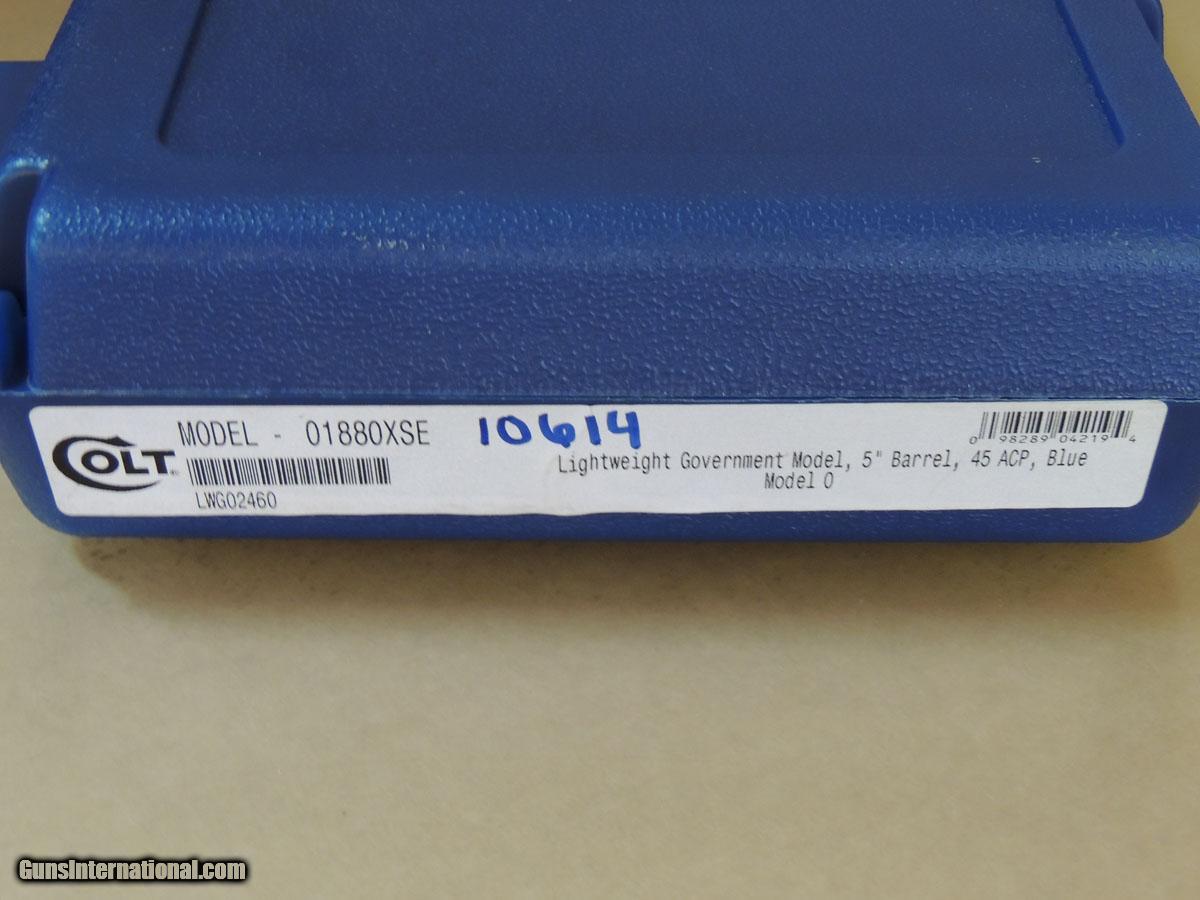 COLT
MODEL - 01880XSE
10614
LWG02460
0 98289 04219 4
Lightweight Government Model, 5" Barrel, 45 ACP, Blue
Model O
GunsInternational.com